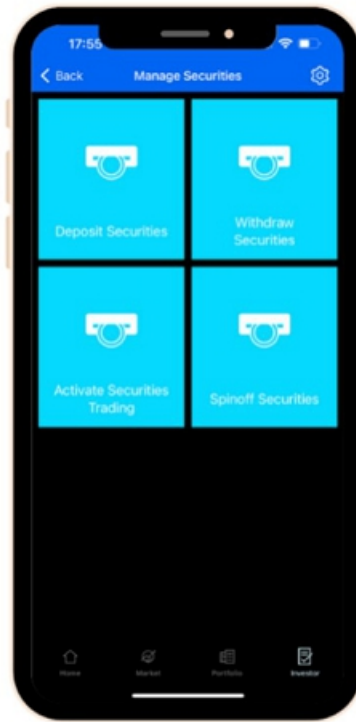 17:55
Back
Manage Securities
Deposit Securities
Withdraw
Securities
Activate Securities
Trading
Spinoff Securities
Home
Market
Portfolio
Investor